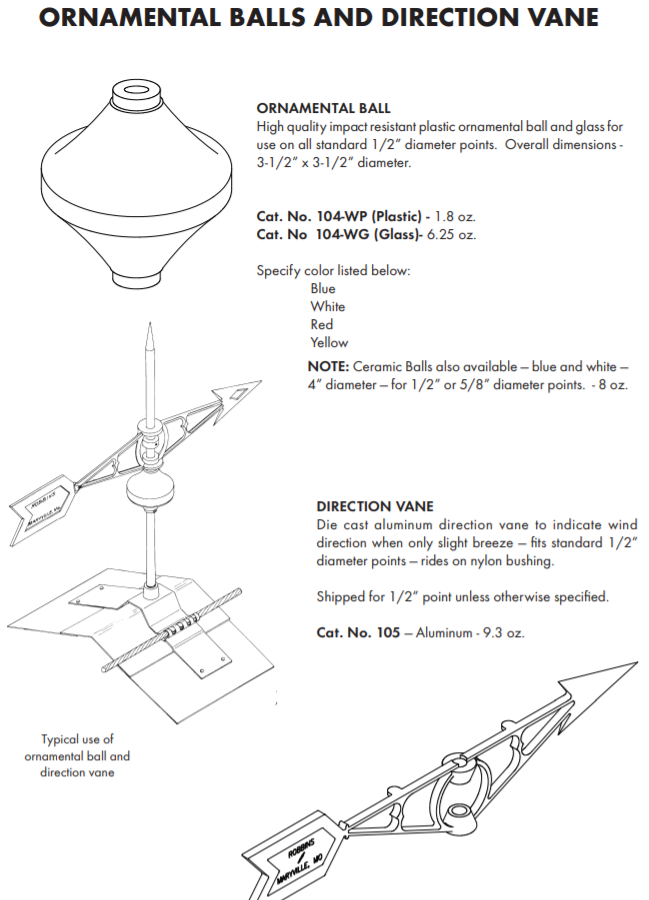 ORNAMENTAL BALLS AND DIRECTION VANE
ORNAMENTAL BALL
High quality impact resistant plastic ornamental ball and glass for
use on all standard 1/2” diameter points.  Overall dimensions -
3-1/2” x 3-1/2” diameter.
Cat. No. 104-WP (Plastic) - 1.8 oz.
Cat. No  104-WG (Glass)- 6.25 oz.
Specify color listed below:
Blue
White
Red
Yellow
NOTE: Ceramic Balls also available – blue and white –
4” diameter – for 1/2” or 5/8” diameter points.  - 8 oz.
ROBBINS
MARYVILLE, MO
DIRECTION VANE
Die cast aluminum direction vane to indicate wind
direction when only slight breeze – fits standard 1/2”
diameter points – rides on nylon bushing.
Shipped for 1/2” point unless otherwise specified.
Cat. No. 105 – Aluminum - 9.3 oz.
Typical use of
ornamental ball and
direction vane
ROBBINS
MARYVILLE, MO